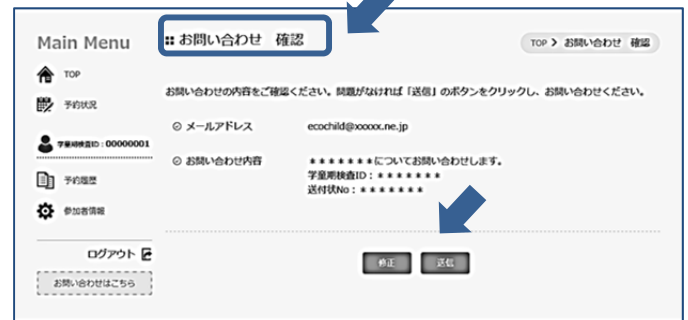 Main Menu
TOP
予約状況
学童期検査ID：00000001
予約履歴
参加者情報
ログアウト
お問い合わせはこちら
お問い合わせ　確認
TOP > お問い合わせ 確認
お問い合わせの内容をご確認ください。問題がなければ「送信」のボタンをクリックし、お問い合わせください。
メールアドレス　ecochild@xxxxx.ne.jp
お問い合わせ内容　＊＊＊＊＊＊＊についてお問い合わせします。
学童期検査ID：＊＊＊＊＊＊＊
送付状No：＊＊＊＊＊＊＊
修正　送信